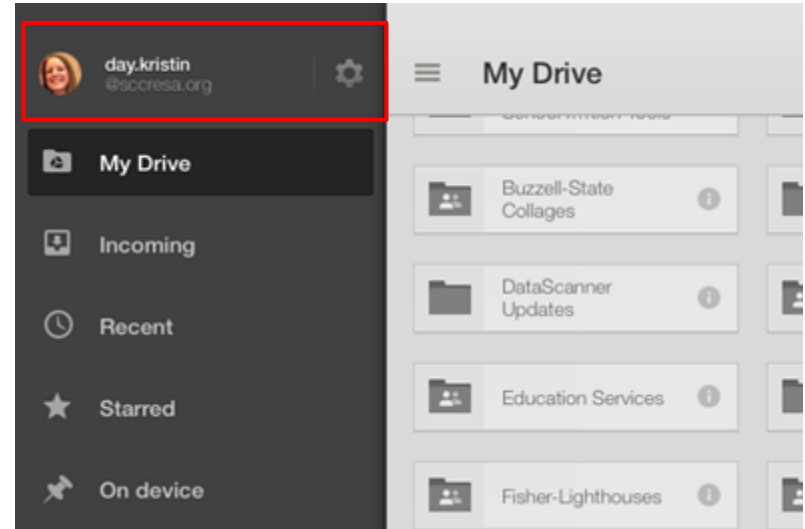 day.kristin
@sccresa.org
My Drive
Incoming
Recent
Starred
On device
My Drive
Buzzell-State
Collages
DataScanner
Updates
Education Services
Fisher-Lighthouses